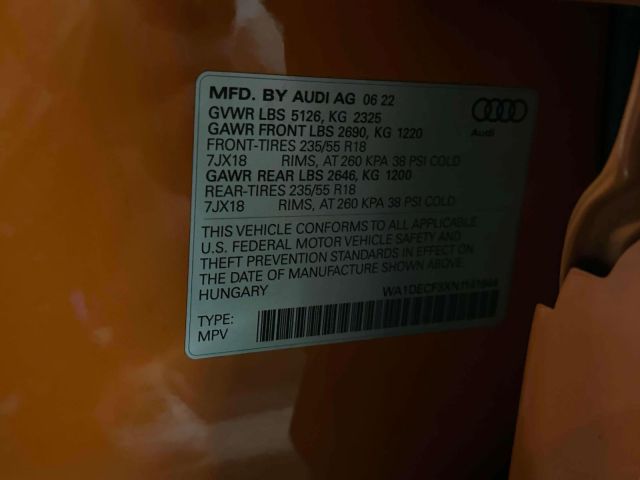 MFD. BY AUDI AG 06 22
GVWR LBS 5126, KG 2325
GAWR FRONT LBS 2690, KG 1220
FRONT-TIRES 235/55 R18
7JX18 RIMS, AT 260 KPA 38 PSI COLD
GAWR REAR LBS 2646, KG 1200
REAR-TIRES 235/55 R18
7JX18 RIMS, AT 260 KPA 38 PSI COLD
Audi
THIS VEHICLE CONFORMS TO ALL APPLICABLE
U.S. FEDERAL MOTOR VEHICLE SAFETY AND
THEFT PREVENTION STANDARDS IN EFFECT ON
THE DATE OF MANUFACTURE SHOWN ABOVE.
HUNGARY
TYPE:
MPV